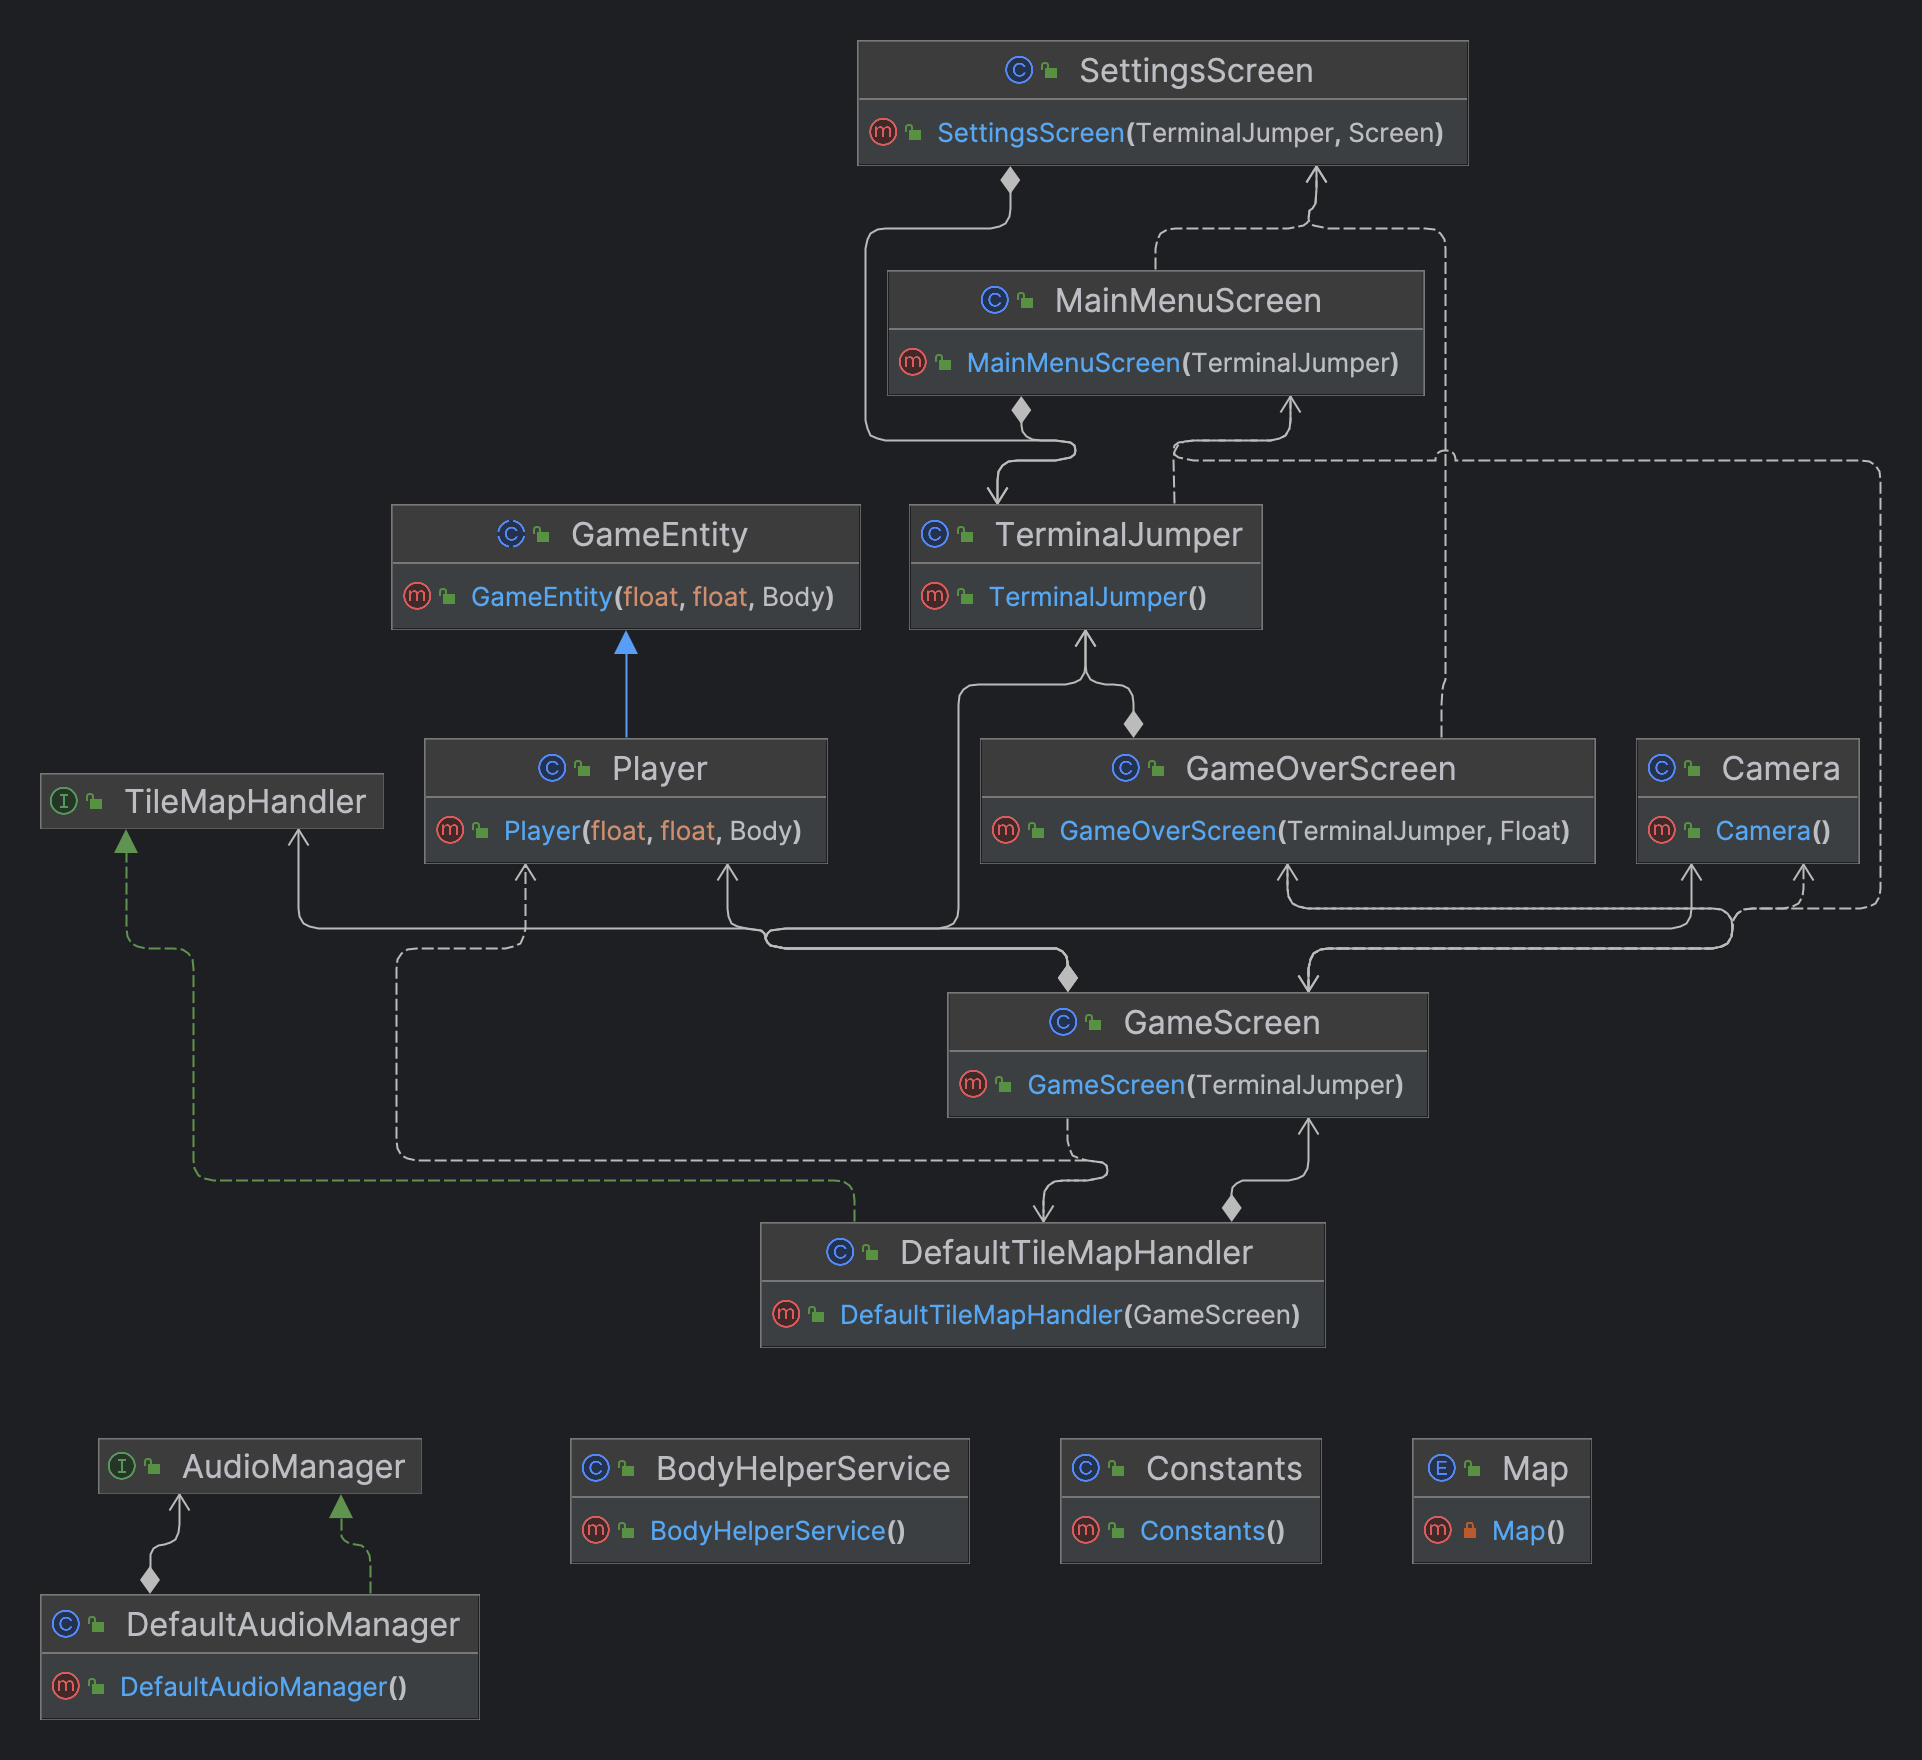 SettingsScreen
SettingsScreen(TerminalJumper, Screen)
MainMenuScreen
MainMenuScreen(TerminalJumper)
GameEntity
GameEntity(float, float, Body)
TerminalJumper
TerminalJumper()
TileMapHandler
Player
Player(float, float, Body)
GameOverScreen
GameOverScreen(TerminalJumper, Float)
Camera
Camera()
GameScreen
GameScreen(TerminalJumper)
DefaultTileMapHandler
DefaultTileMapHandler(GameScreen)
AudioManager
BodyHelperService
BodyHelperService()
Constants
Constants()
Map
Map()
DefaultAudioManager
DefaultAudioManager()